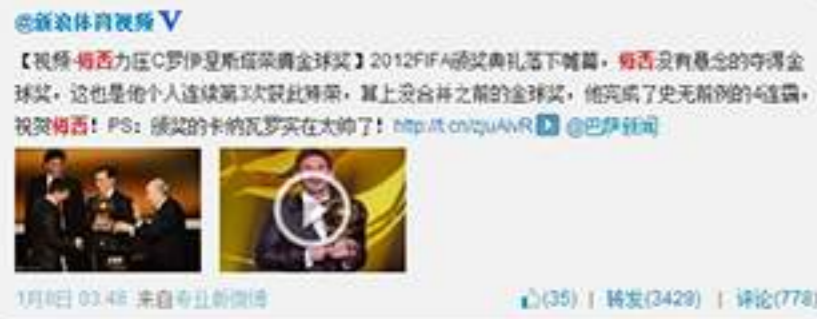 @新浪体育视频 V
【视频-梅西力压C罗伊涅斯塔荣膺金球奖】2012FIFA颁奖典礼落下帷幕，梅西没有悬念的夺得金
球奖，这也是他个人连续第3次获此殊荣，算上没合并之前的金球奖，他完成了史无前例的4连霸，
祝贺梅西！PS：颁奖的卡纳瓦罗实在太帅了！http://t.cn/zjuAlvR @巴萨新闻
1月8日 03:48 来自专业版微博
(35) | 转发(3429) | 评论(778)